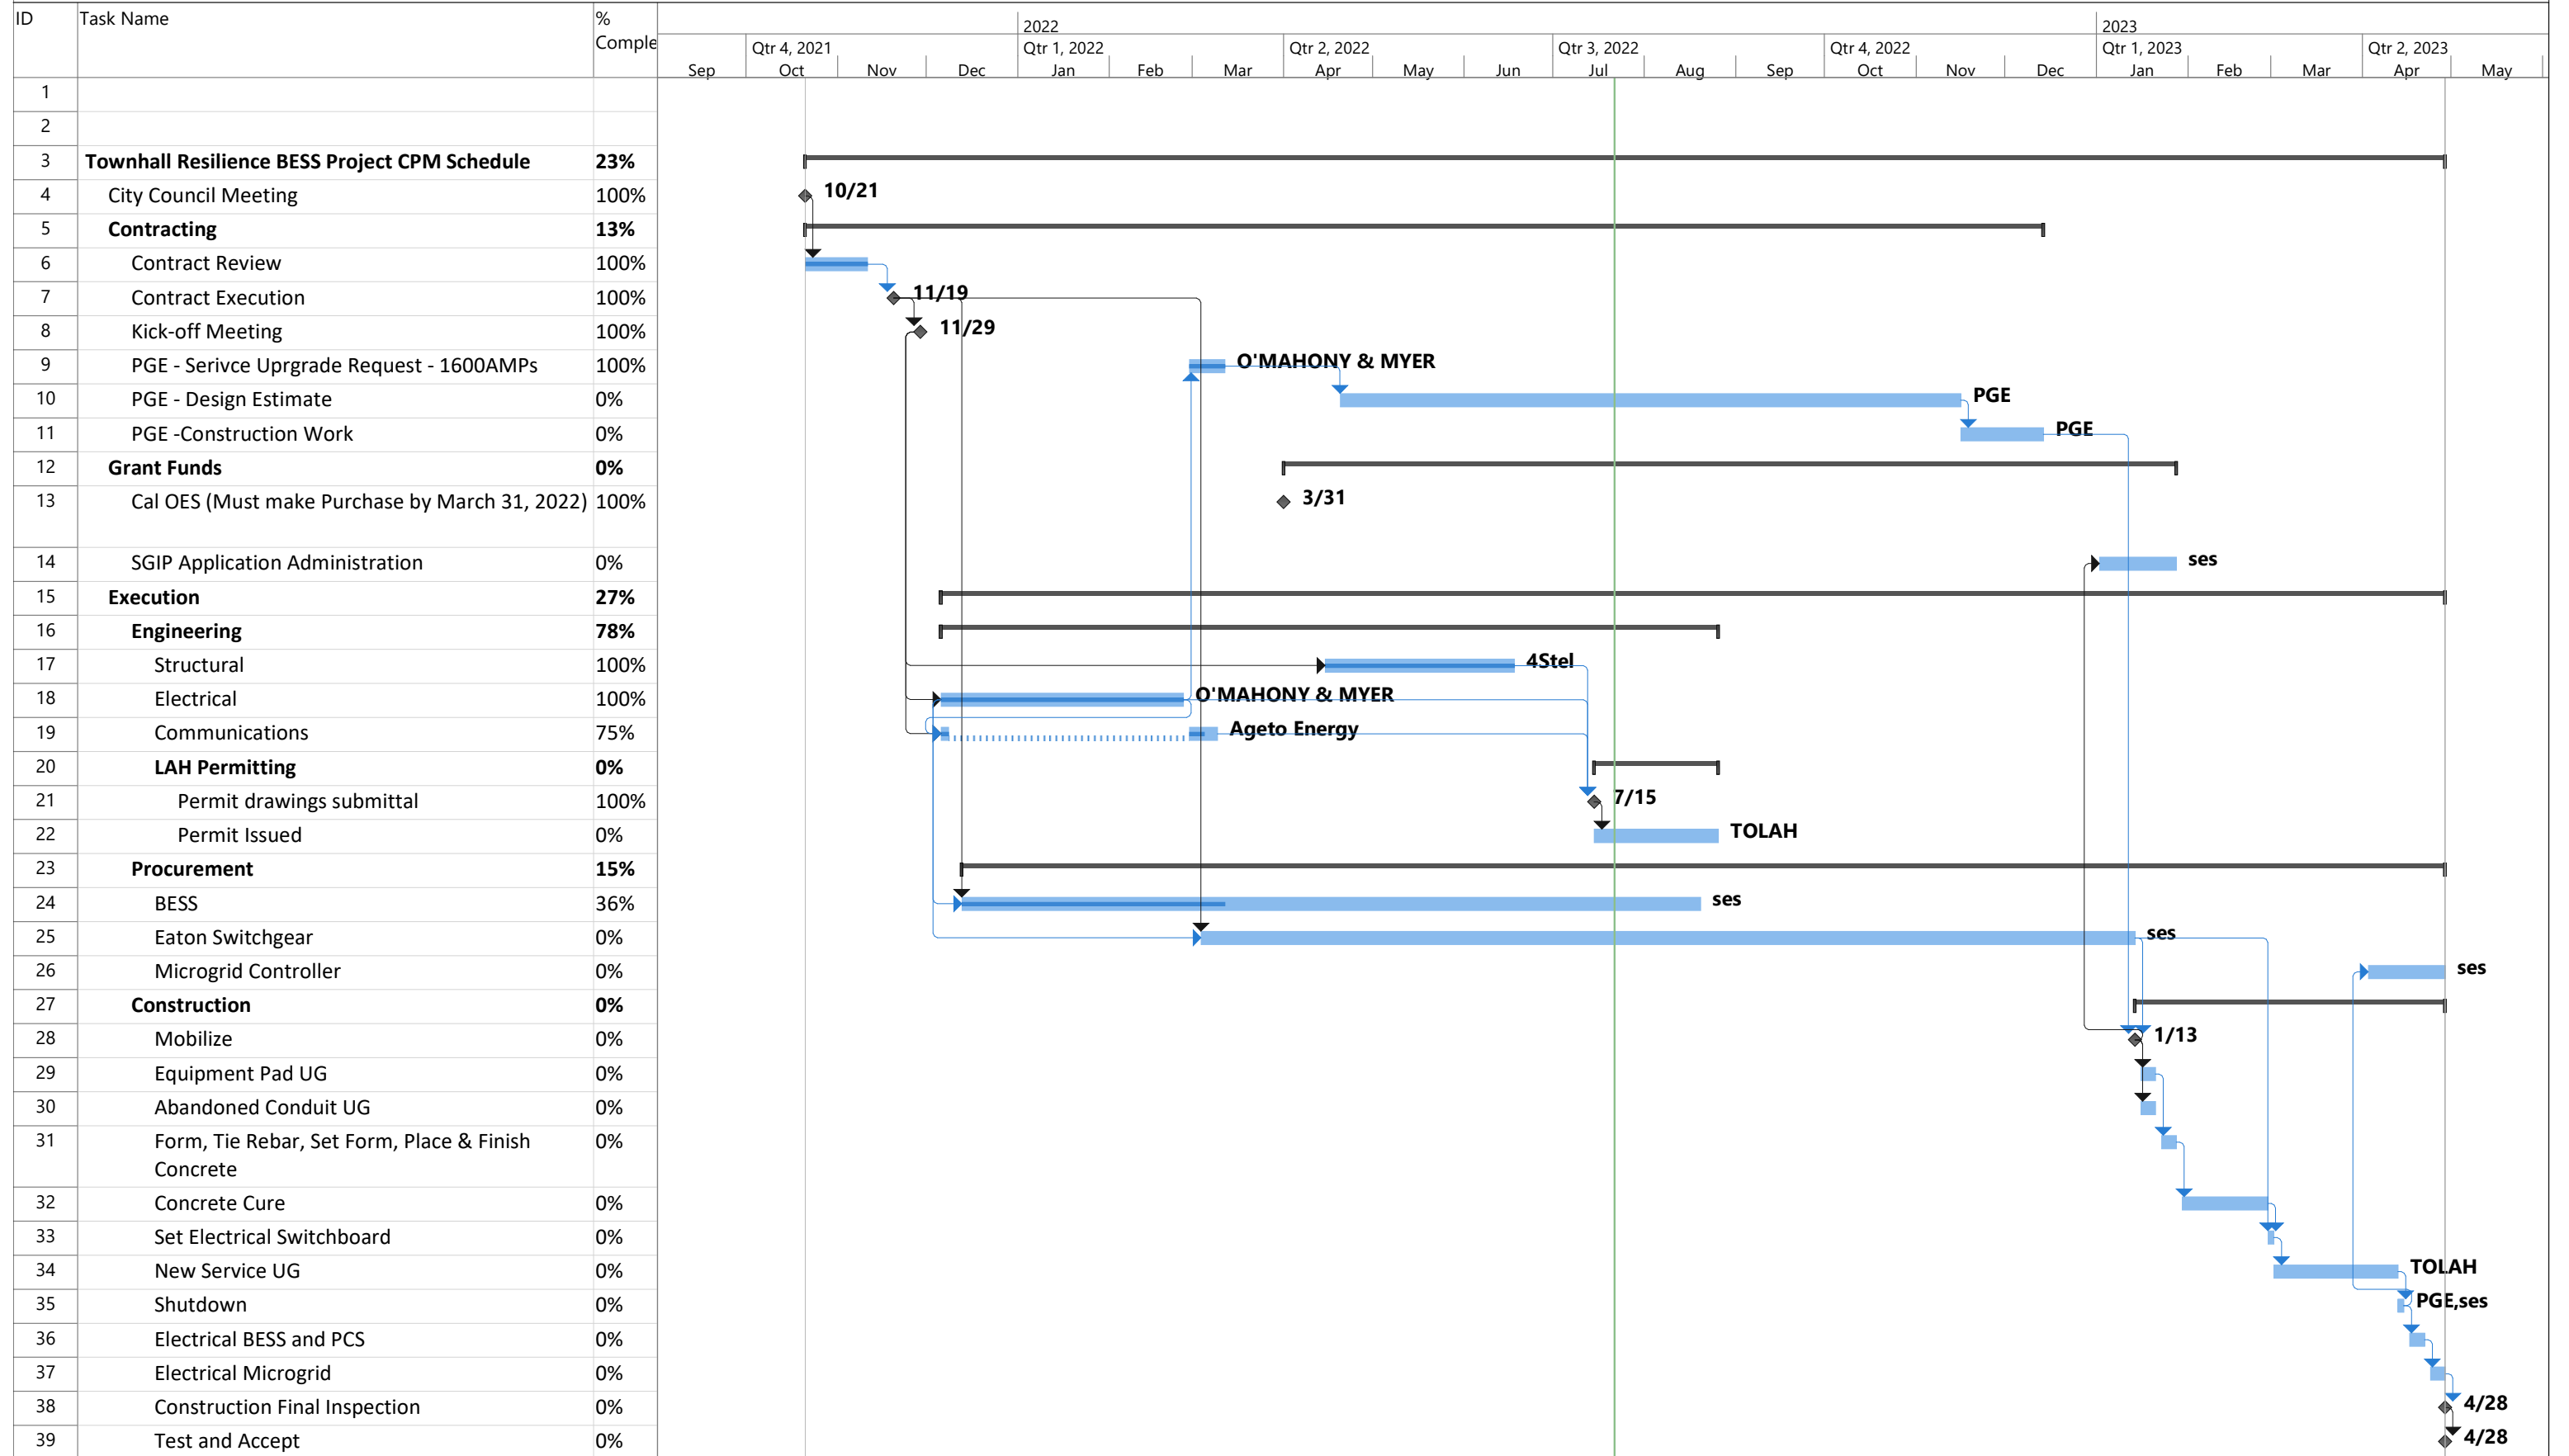 ID Task Name % Comple
2022 2023
Qtr 4, 2021 Qtr 1, 2022 Qtr 2, 2022 Qtr 3, 2022 Qtr 4, 2022 Qtr 1, 2023 Qtr 2, 2023
Sep Oct Nov Dec Jan Feb Mar Apr May Jun Jul Aug Sep Oct Nov Dec Jan Feb Mar Apr May
1
2
3 Townhall Resilience BESS Project CPM Schedule 23%
4 City Council Meeting 100% 10/21
5 Contracting 13%
6 Contract Review 100%
7 Contract Execution 100% 11/19
8 Kick-off Meeting 100% 11/29
9 PGE - Serivce Uprgrade Request - 1600AMPs 100% O'MAHONY & MYER
10 PGE - Design Estimate 0% PGE
11 PGE -Construction Work 0% PGE
12 Grant Funds 0%
13 Cal OES (Must make Purchase by March 31, 2022) 100% 3/31
14 SGIP Application Administration 0% ses
15 Execution 27%
16 Engineering 78%
17 Structural 100% 4Stel
18 Electrical 100% O'MAHONY & MYER
19 Communications 75% Ageto Energy
20 LAH Permitting 0%
21 Permit drawings submittal 100% 7/15
22 Permit Issued 0% TOLAH
23 Procurement 15%
24 BESS 36% ses
25 Eaton Switchgear 0% ses
26 Microgrid Controller 0% ses
27 Construction 0%
28 Mobilize 0% 1/13
29 Equipment Pad UG 0%
30 Abandoned Conduit UG 0%
31 Form, Tie Rebar, Set Form, Place & Finish 0%
Concrete
32 Concrete Cure 0%
33 Set Electrical Switchboard 0%
34 New Service UG 0% TOLAH
35 Shutdown 0% PGE,ses
36 Electrical BESS and PCS 0%
37 Electrical Microgrid 0%
38 Construction Final Inspection 0% 4/28
39 Test and Accept 0% 4/28